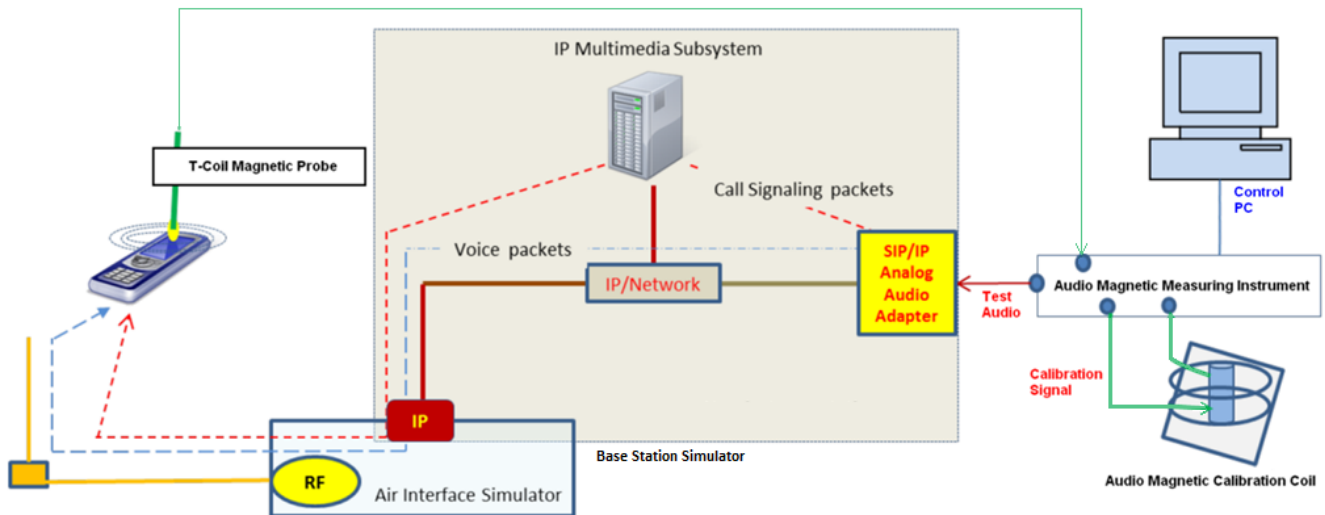 IP Multimedia Subsystem
T-Coil Magnetic Probe
Call Signaling packets
Control
PC
Voice packets
SIP/IP
Analog
Audio
Adapter
IP/Network
Test
Audio
Audio Magnetic Measuring Instrument
Calibration
Signal
IP
Base Station Simulator
RF
Air Interface Simulator
Audio Magnetic Calibration Coil